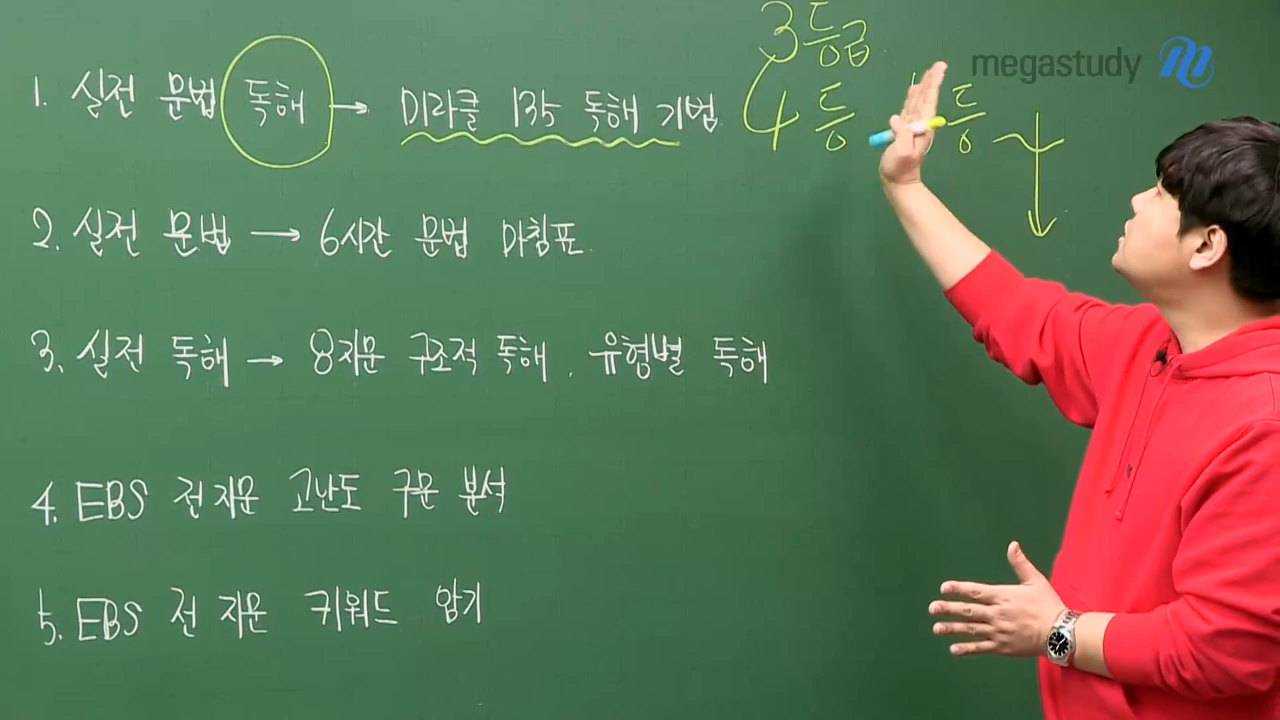 3등급
megastudy
1. 실전 문법 독해 → 미라클 135 독해 기법
4등
등
2. 실전 문법 → 6시간 문법 마침표
3. 실전 독해 → 8지문 구조적 독해. 유형별 독해
4. EBS 전 지문 고난도 구문 분석
5. EBS 전 지문 키워드 암기